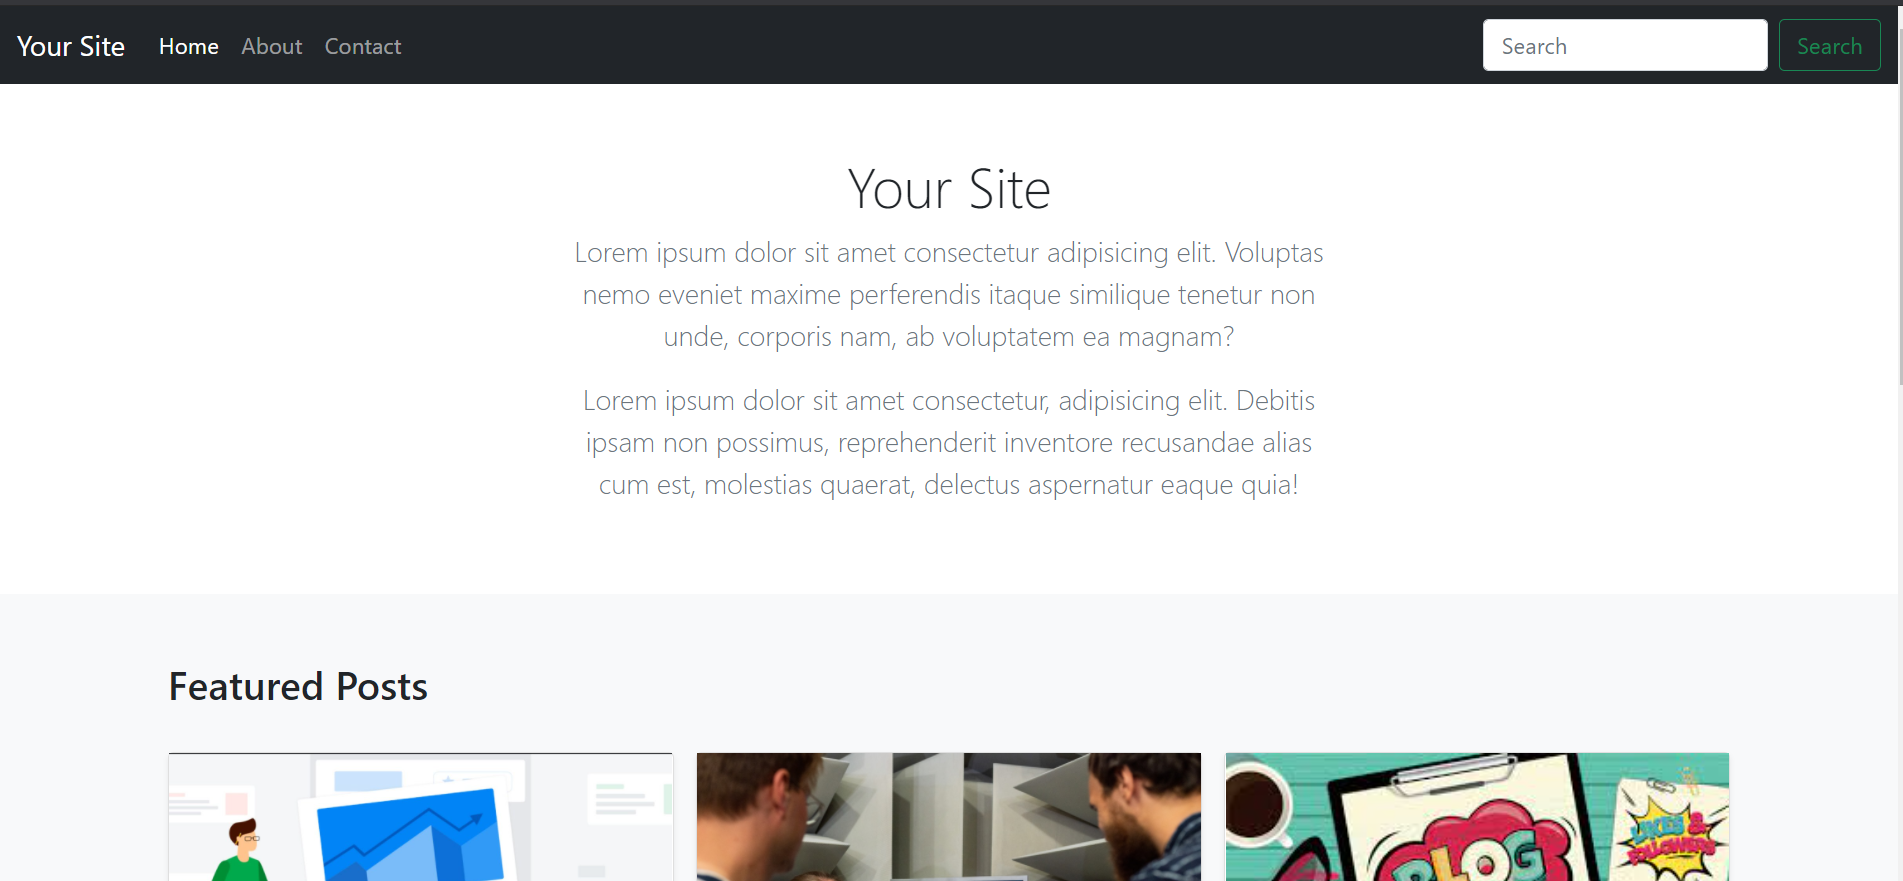 Your Site Home About Contact Search Search
Your Site
Lorem ipsum dolor sit amet consectetur adipisicing elit. Voluptas
nemo eveniet maxime perferendis itaque similique tenetur non
unde, corporis nam, ab voluptatem ea magnam?
Lorem ipsum dolor sit amet consectetur, adipisicing elit. Debitis
ipsam non possimus, reprehenderit inventore recusandae alias
cum est, molestias quaerat, delectus aspernatur eaque quia!
Featured Posts
LIKES &
FOLLOWERS
BLOG